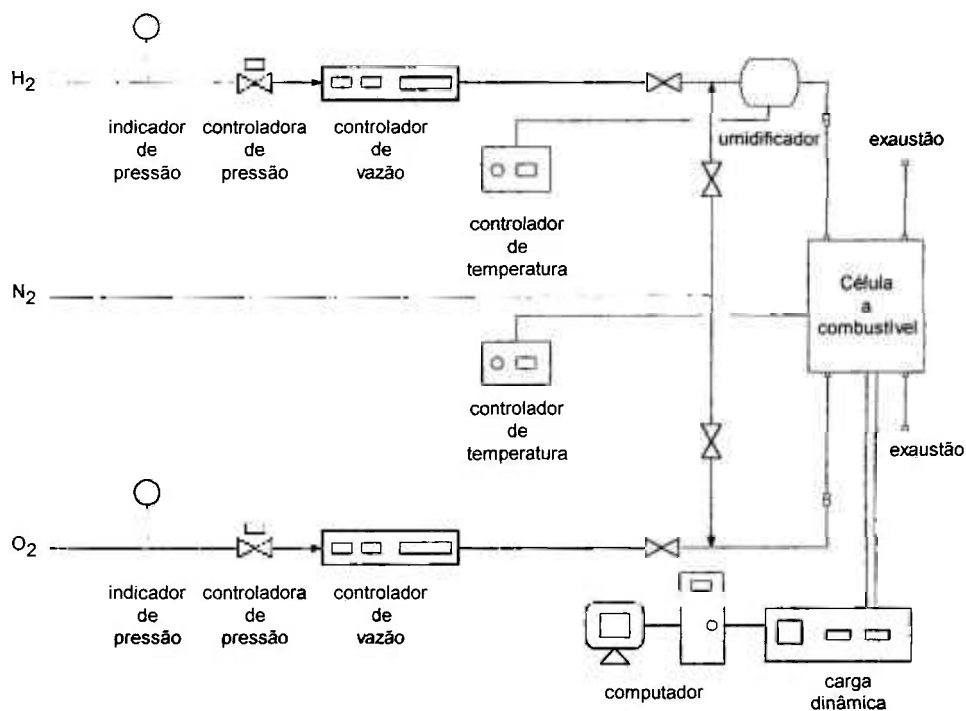 H2
indicador
de
pressão
controladora
de
pressão
controlador
de
vazão
umidificador
exaustão
controlador
de
temperatura
Célula
a
combustível
N2
controlador
de
temperatura
exaustão
O2
indicador
de
pressão
controladora
de
pressão
controlador
de
vazão
computador
carga
dinâmica